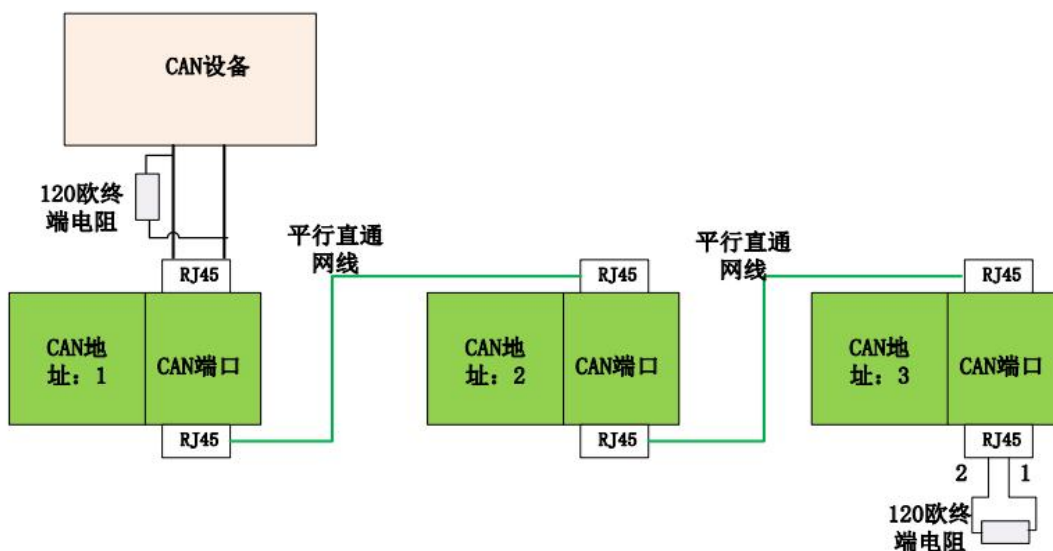 CAN设备
120欧终
端电阻
平行直通
网线
平行直通
网线
RJ45
RJ45
RJ45
CAN地
址：1
CAN端口
CAN地
址：2
CAN端口
CAN地
址：3
CAN端口
RJ45
RJ45
RJ45
2
1
120欧终
端电阻